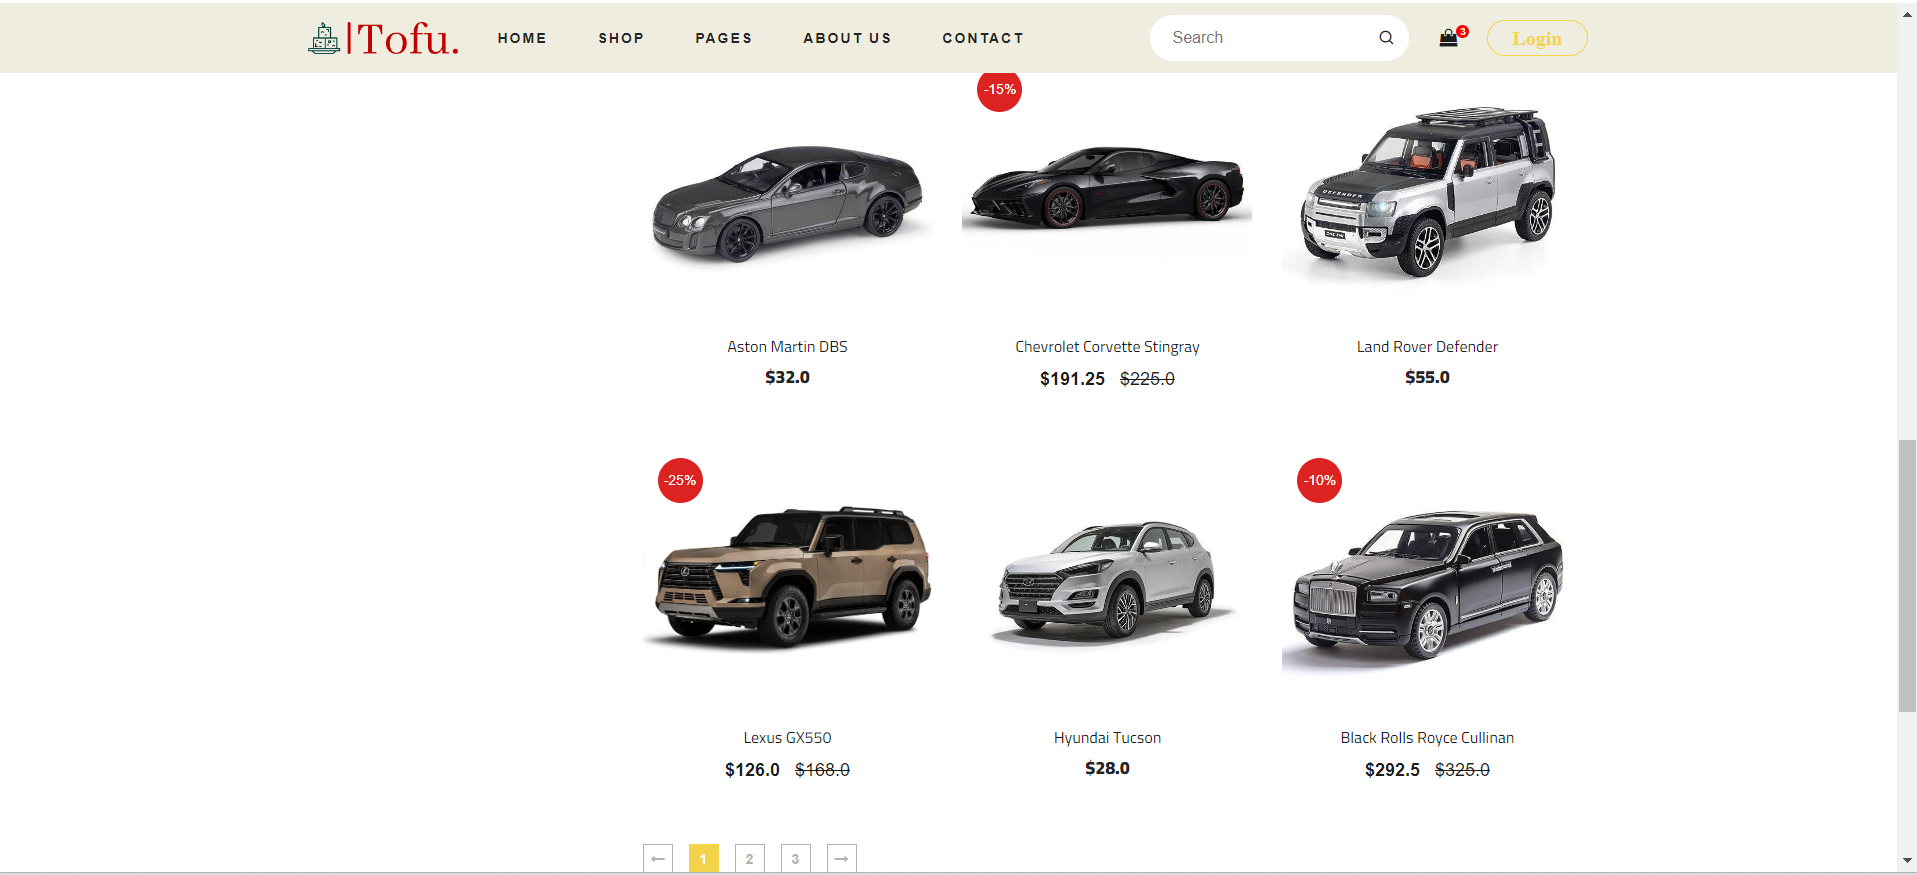 Tofu.
HOME SHOP PAGES ABOUT US CONTACT
Search
3
Login
-15%
DEFENDER
Aston Martin DBS
$32.0
Chevrolet Corvette Stingray
$191.25 $225.0
Land Rover Defender
$55.0
-25%
-10%
Lexus GX550
$126.0 $168.0
Hyundai Tucson
$28.0
Black Rolls Royce Cullinan
$292.5 $325.0
← 1 2 3 →